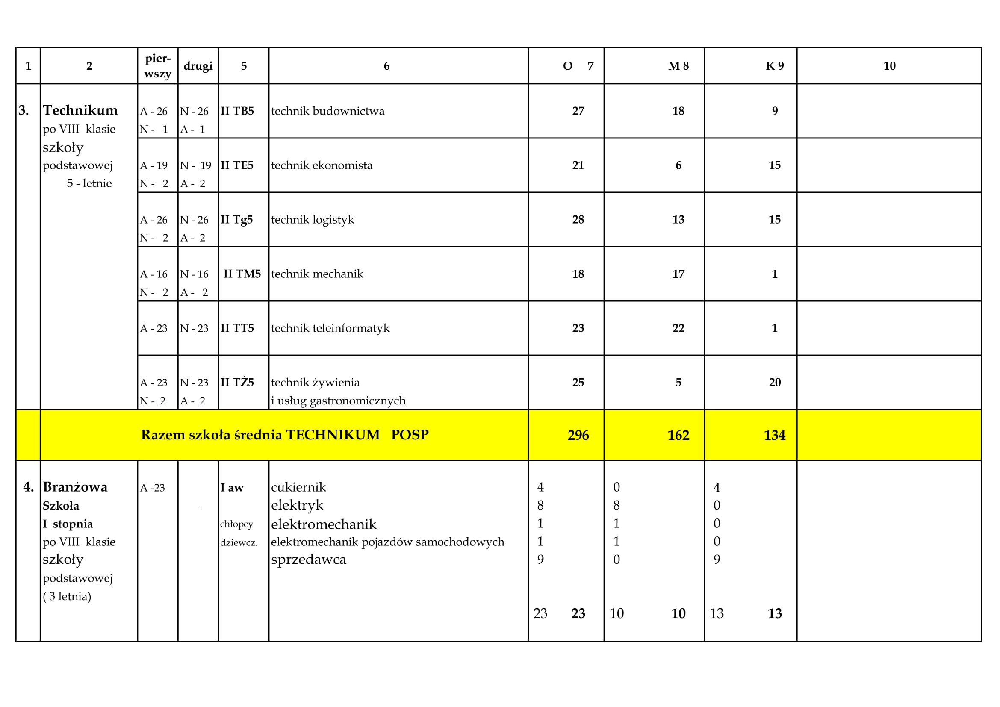 1 2 pier- drugi 5 6 O 7 M 8 K 9 10
wszy
3. Technikum A - 26 N - 26 II TB5 technik budownictwa 27 18 9
po VIII klasie N - 1 A - 1
szkoły
podstawowej A - 19 N - 19 II TE5 technik ekonomista 21 6 15
5 - letnie N - 2 A - 2
A - 26 N - 26 II Tg5 technik logistyk 28 13 15
N - 2 A - 2
A - 16 N - 16 II TM5 technik mechanik 18 17 1
N - 2 A - 2
A - 23 N - 23 II TT5 technik teleinformatyk 23 22 1
A - 23 N - 23 II TŻ5 technik żywienia 25 5 20
N - 2 A - 2 i usług gastronomicznych
Razem szkoła średnia TECHNIKUM POSP 296 162 134
4. Branżowa A -23 I aw cukiernik 4 0 4
Szkoła - elektryk 8 8 0
I stopnia chłopcy elektromechanik 1 1 0
po VIII klasie dziewcz. elektromechanik pojazdów samochodowych 1 1 0
szkoły sprzedawca 9 0 9
podstawowej
( 3 letnia)
23 23 10 10 13 13